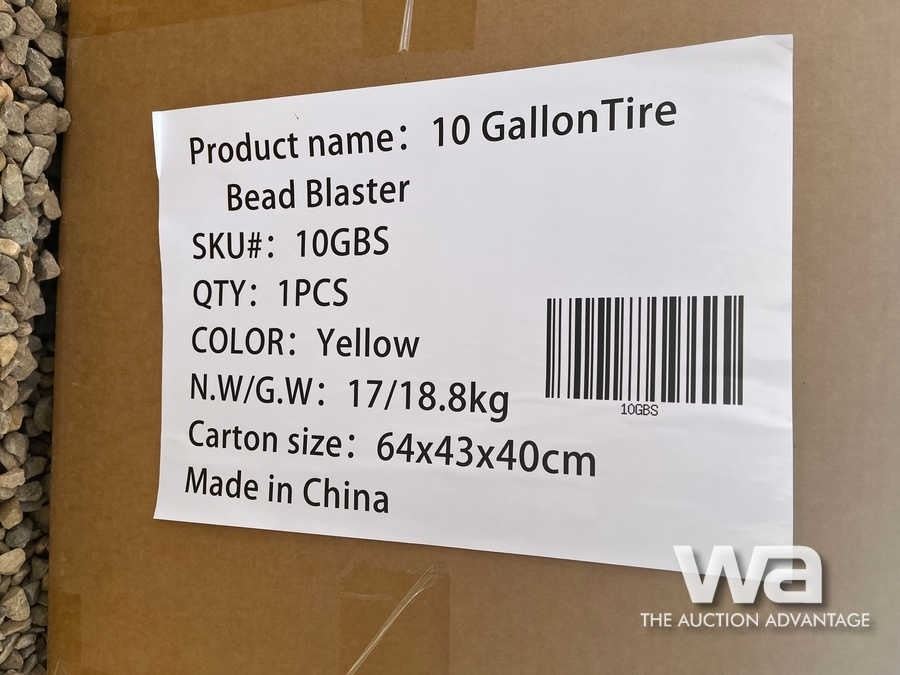 Product name： 10 GallonTire
Bead Blaster
SKU#： 10GBS
QTY： 1PCS
COLOR： Yellow
N.W/G.W： 17/18.8kg
Carton size： 64x43x40cm
Made in China
10GBS
wa
THE AUCTION ADVANTAGE